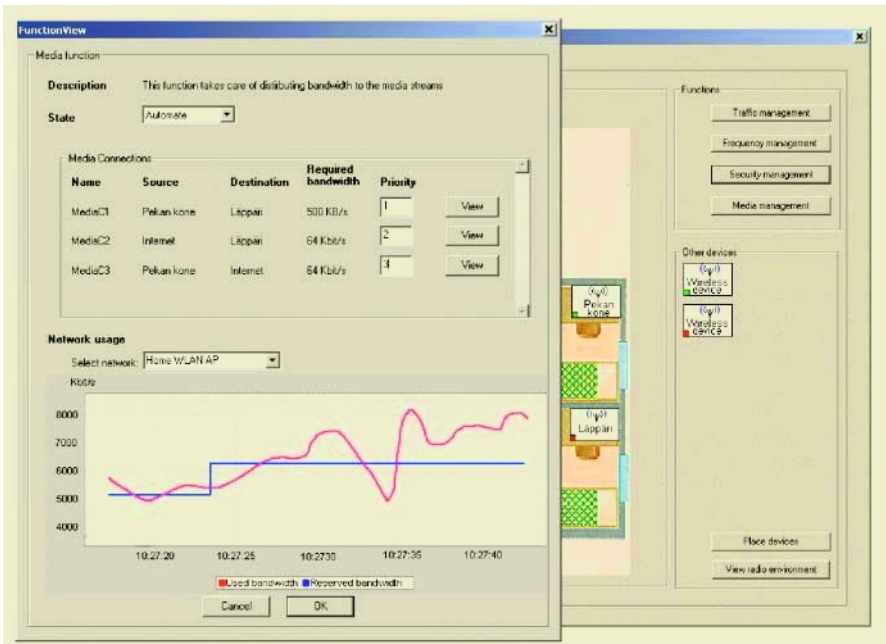 FunctionView
Media function
Description This function takes care of distributing bandwidth to the media streams
State Automate
Media Connections
Name Source Destination Required bandwidth Priority
MediaC1 Pekan kone Läppäri 500 KB/s 1 View
MediaC2 Internet Läppäri 64 Kbit/s 2 View
MediaC3 Pekan kone Internet 64 Kbit/s 3 View
Network usage
Select network: Home WLAN AP
Kbit/s
8000
7000
6000
5000
4000
10:27:20 10:27:25 10:2730 10:27:35 10:27:40
Used bandwidth Reserved bandwidth
Cancel OK
Functions
Traffic management
Frequency management
Security management
Media management
Other devices
Wireless device
Wireless device
Pekan kone
Läppäri
Place devices
View radio environment